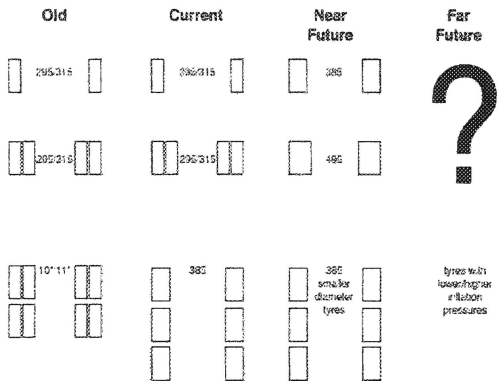 Old
Current
Near
Future
Far
Future
295/315
295/315
385
?
295/315
295/315
495
10"11"
385
385
smaller
diameter
tyres
tyres with
lower/higher
inflation
pressures